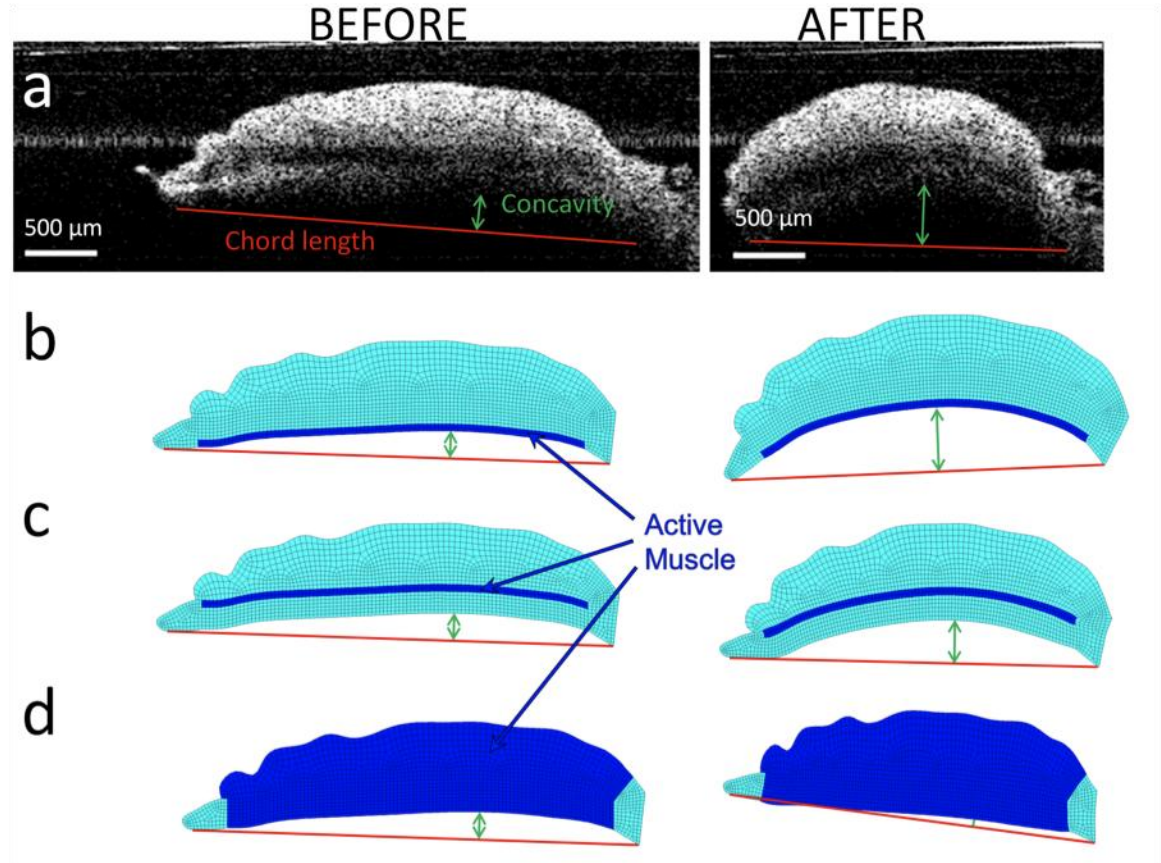 BEFORE
AFTER
a
Concavity
500 µm
Chord length
500 µm
b
c
Active
Muscle
d